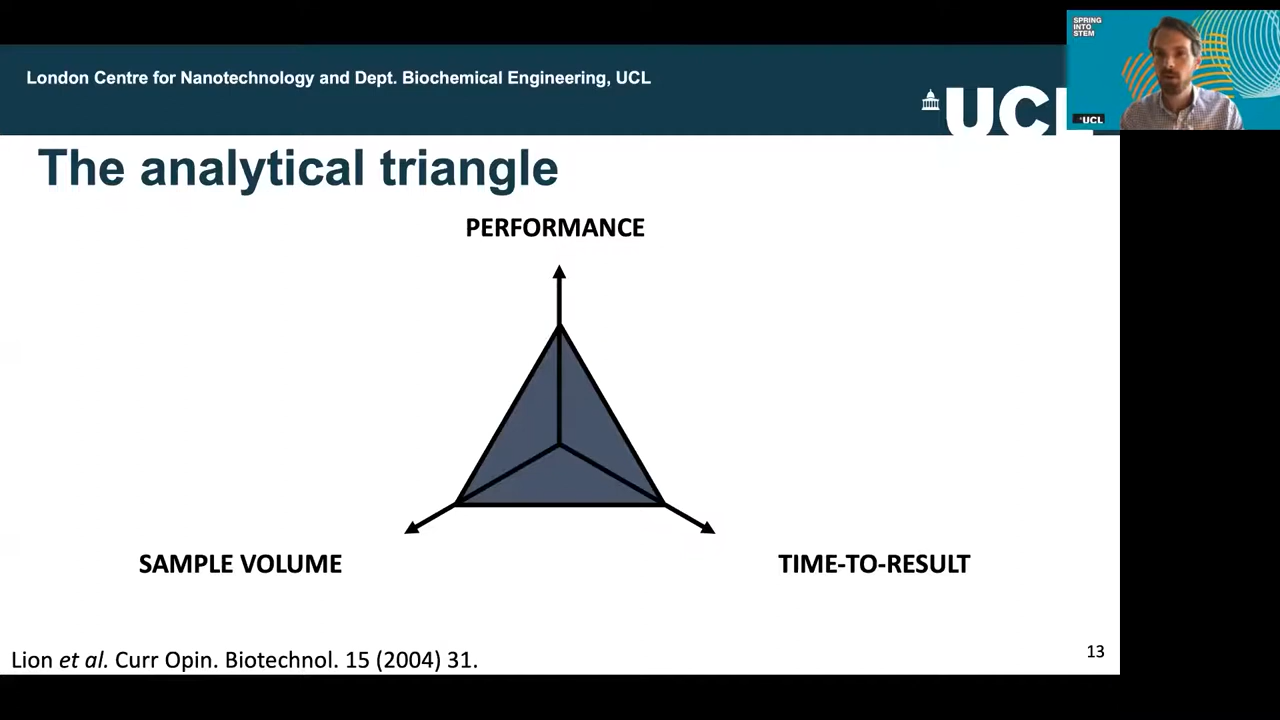 London Centre for Nanotechnology and Dept. Biochemical Engineering, UCL
UCL
SPRING
INTO
STEM
UCL
The analytical triangle
PERFORMANCE
SAMPLE VOLUME
TIME-TO-RESULT
Lion et al. Curr Opin. Biotechnol. 15 (2004) 31.
13